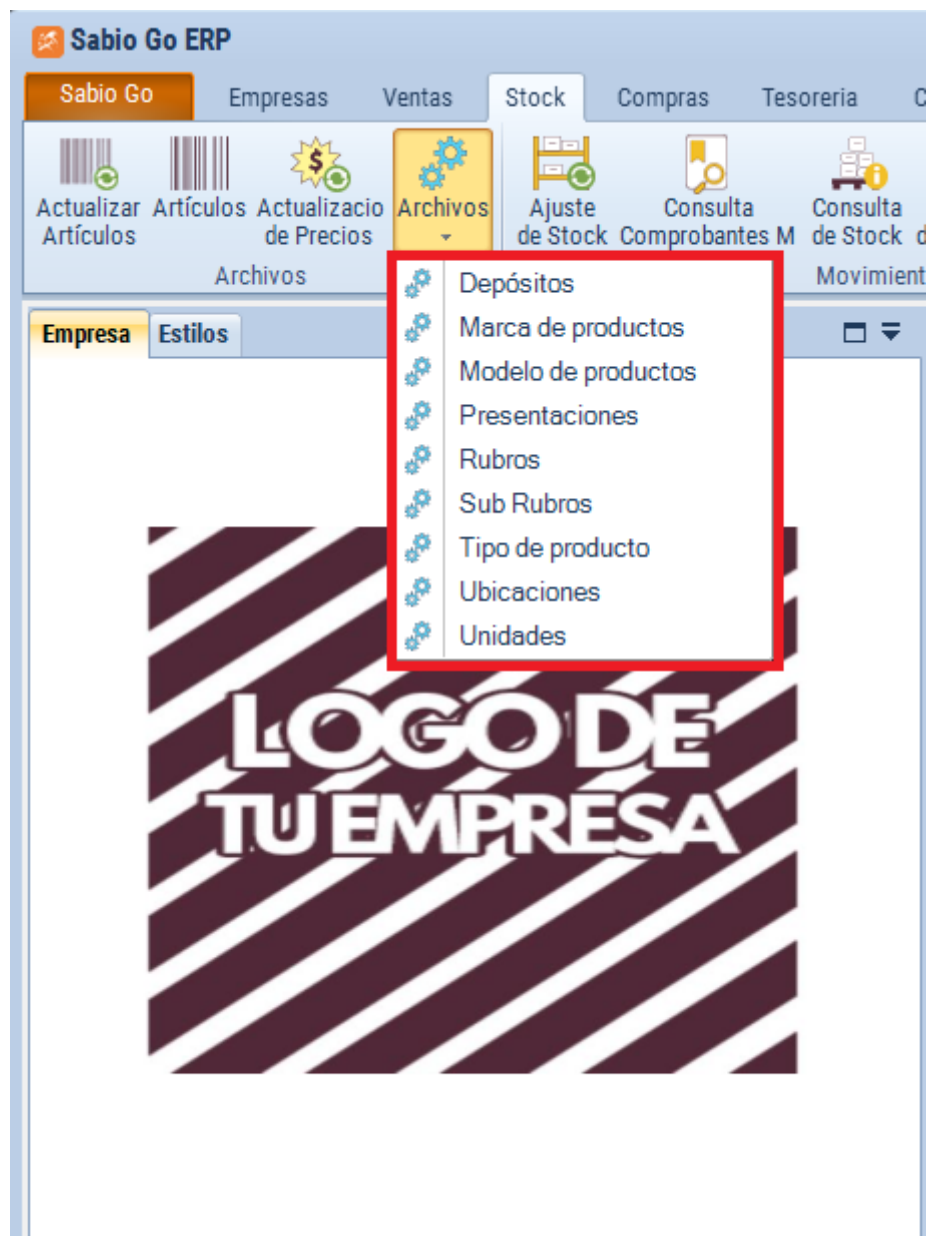 Sabio Go ERP
Sabio Go Empresas Ventas Stock Compras Tesoreria
Actualizar Artículos Actualizacio Archivos Ajuste Consulta Consulta
Artículos de Precios de Stock Comprobantes M de Stock
Archivos Movimient
Depósitos
Empresa Estilos
Marca de productos
Modelo de productos
Presentaciones
Rubros
Sub Rubros
Tipo de producto
Ubicaciones
Unidades
LOGO DE
TU EMPRESA